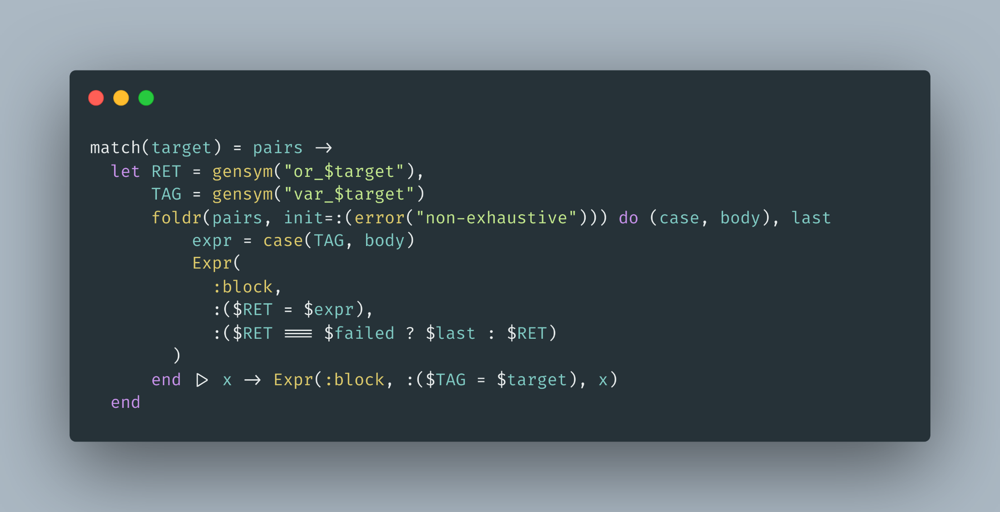 match(target) = pairs ->
  let RET = gensym("or_$target"),
      TAG = gensym("var_$target")
      foldr(pairs, init=:(error("non-exhaustive"))) do (case, body), last
          expr = case(TAG, body)
          Expr(
            :block,
            :($RET = $expr),
            :($RET === $failed ? $last : $RET)
        )
      end |> x -> Expr(:block, :($TAG = $target), x)
  end